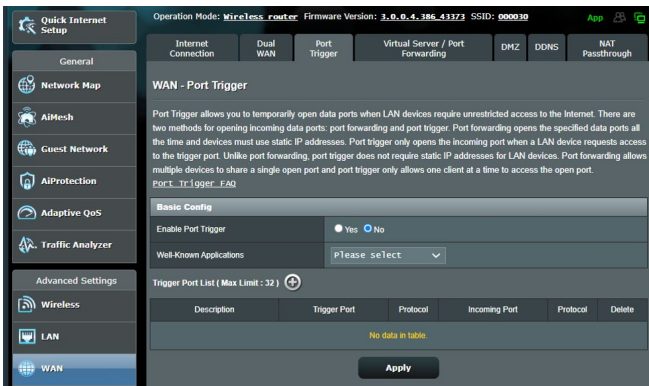 Quick Internet
Setup
Operation Mode: Wireless router Firmware Version: 3.0.0.4.386_43373 SSID: 000030
App
General
Network Map
AiMesh
Guest Network
AiProtection
Adaptive QoS
Traffic Analyzer
Advanced Settings
Wireless
LAN
WAN
Internet
Connection
Dual
WAN
Port
Trigger
Virtual Server / Port
Forwarding
DMZ
DDNS
NAT
Passthrough
WAN - Port Trigger
Port Trigger allows you to temporarily open data ports when LAN devices require unrestricted access to the Internet. There are
two methods for opening incoming data ports: port forwarding and port trigger. Port forwarding opens the specified data ports all
the time and devices must use static IP addresses. Port trigger only opens the incoming port when a LAN device requests access
to the trigger port. Unlike port forwarding, port trigger does not require static IP addresses for LAN devices. Port forwarding allows
multiple devices to share a single open port and port trigger only allows one client at a time to access the open port.
Port Trigger FAQ
Basic Config
Enable Port Trigger Yes No
Well-Known Applications Please select
Trigger Port List ( Max Limit : 32 )
Description Trigger Port Protocol Incoming Port Protocol Delete
No data in table.
Apply